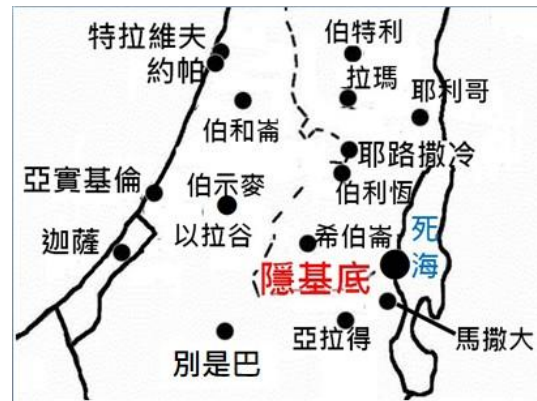 特拉維夫
約帕
伯特利
拉瑪
耶利哥
伯和崙
耶路撒冷
亞實基倫
伯示麥
伯利恆
以拉谷
希伯崙
死海
迦薩
隱基底
亞拉得
馬撒大
別是巴